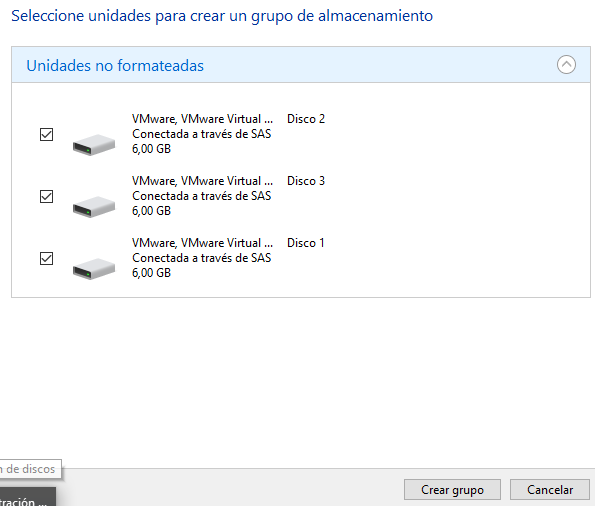 Seleccione unidades para crear un grupo de almacenamiento
Unidades no formateadas
VMware, VMware Virtual ... Disco 2
Conectada a través de SAS
6,00 GB
VMware, VMware Virtual ... Disco 3
Conectada a través de SAS
6,00 GB
VMware, VMware Virtual ... Disco 1
Conectada a través de SAS
6,00 GB
n de discos
tración ...
Crear grupo Cancelar